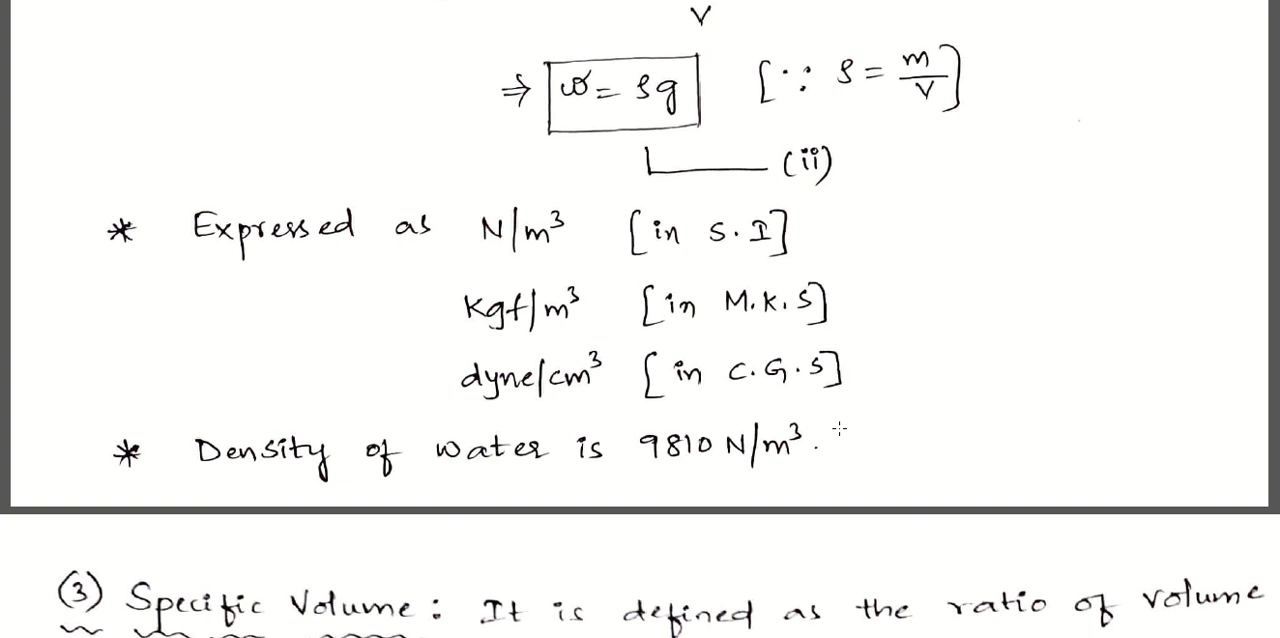 V
⇒ w = ρg [∵ ρ = m/V]
(ii)
* Expressed as N/m³ [in S.I]
kgf/m³ [in M.K.S]
dyne/cm³ [in C.G.S]
* Density of water is 9810 N/m³.
③ Specific Volume: It is defined as the ratio of volume